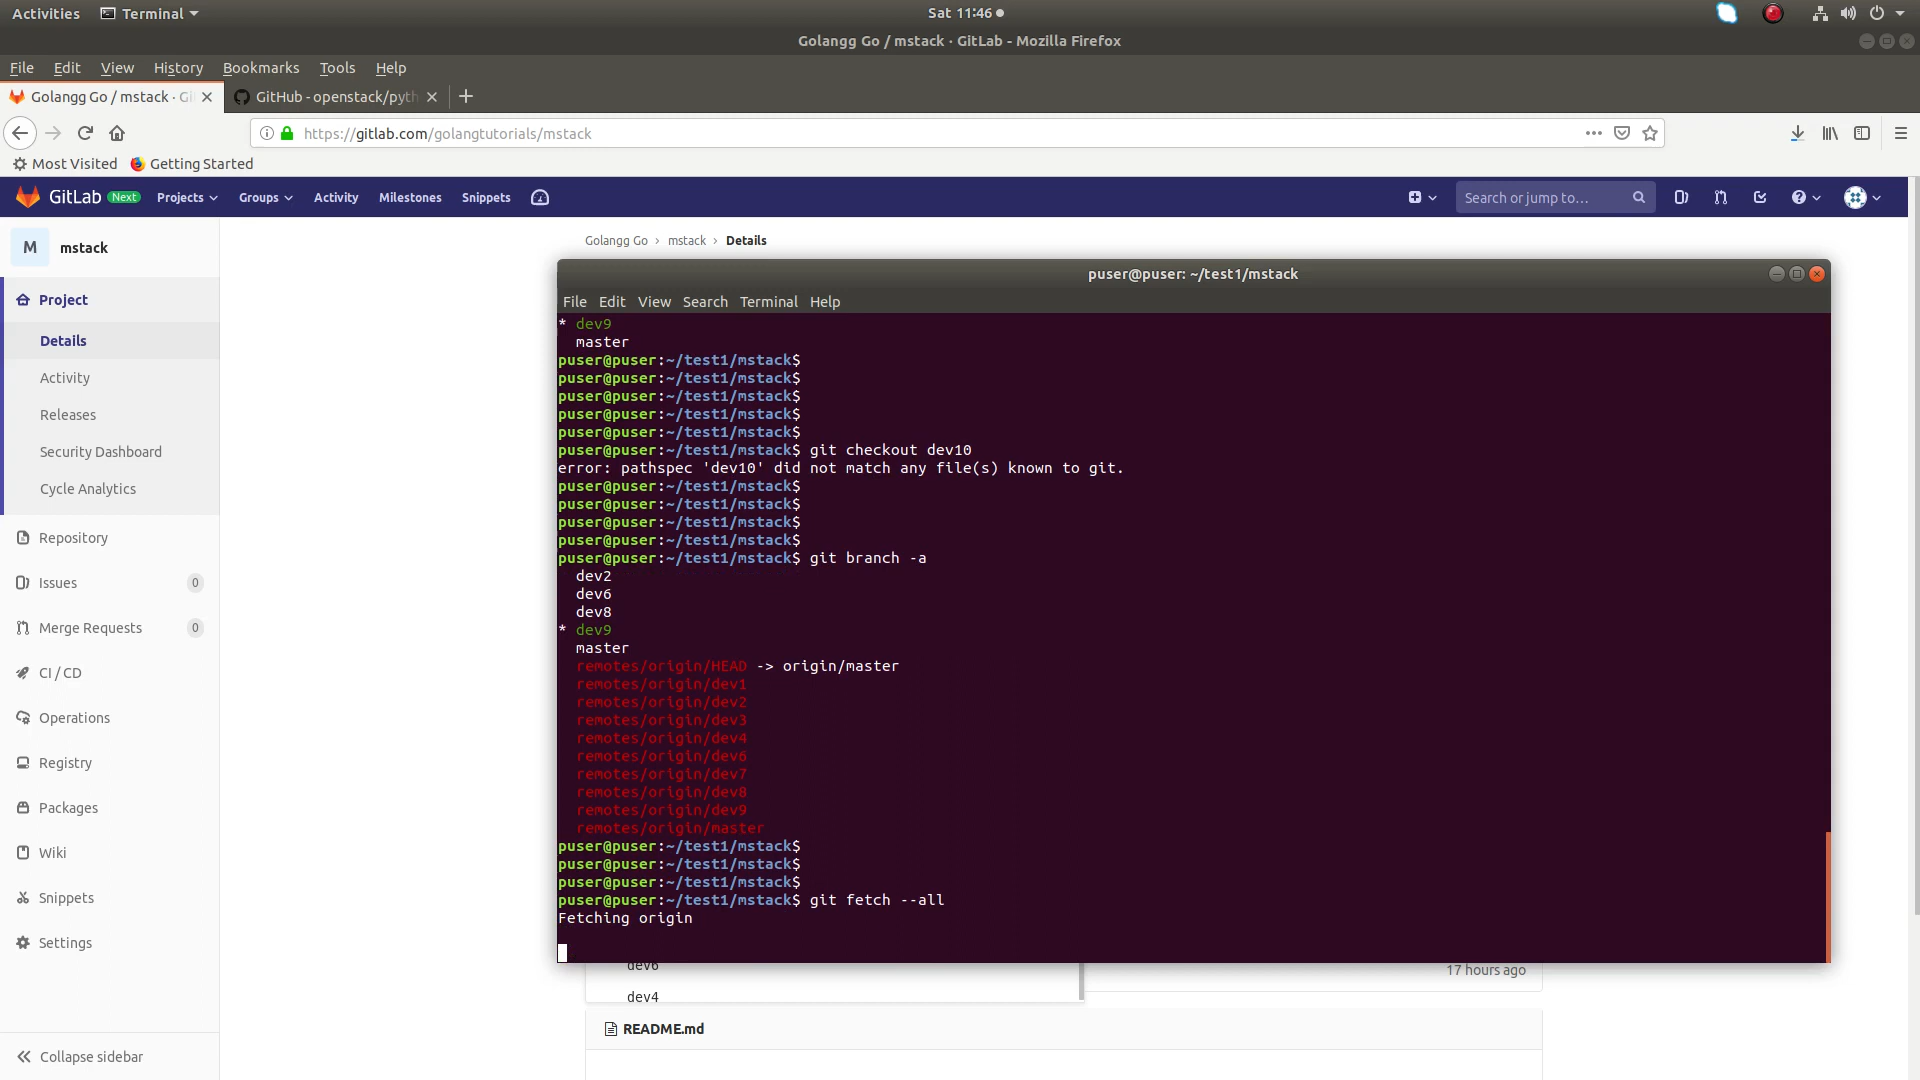 Activities Terminal Sat 11:46
Golangg Go / mstack · GitLab - Mozilla Firefox
File Edit View History Bookmarks Tools Help
Golangg Go / mstack · Gi GitHub - openstack/pyth
https://gitlab.com/golangtutorials/mstack
Most Visited Getting Started
GitLab Next Projects Groups Activity Milestones Snippets Search or jump to...
M mstack
Golangg Go › mstack › Details
Project
Details
Activity
Releases
Security Dashboard
Cycle Analytics
Repository
Issues 0
Merge Requests 0
CI / CD
Operations
Registry
Packages
Wiki
Snippets
Settings
Collapse sidebar
puser@puser: ~/test1/mstack
File Edit View Search Terminal Help
* dev9
master
puser@puser:~/test1/mstack$
puser@puser:~/test1/mstack$
puser@puser:~/test1/mstack$
puser@puser:~/test1/mstack$
puser@puser:~/test1/mstack$
puser@puser:~/test1/mstack$ git checkout dev10
error: pathspec 'dev10' did not match any file(s) known to git.
puser@puser:~/test1/mstack$
puser@puser:~/test1/mstack$
puser@puser:~/test1/mstack$
puser@puser:~/test1/mstack$
puser@puser:~/test1/mstack$ git branch -a
dev2
dev6
dev8
* dev9
master
remotes/origin/HEAD -> origin/master
remotes/origin/dev1
remotes/origin/dev2
remotes/origin/dev3
remotes/origin/dev4
remotes/origin/dev6
remotes/origin/dev7
remotes/origin/dev8
remotes/origin/dev9
remotes/origin/master
puser@puser:~/test1/mstack$
puser@puser:~/test1/mstack$
puser@puser:~/test1/mstack$
puser@puser:~/test1/mstack$ git fetch --all
Fetching origin
dev6
17 hours ago
dev4
README.md